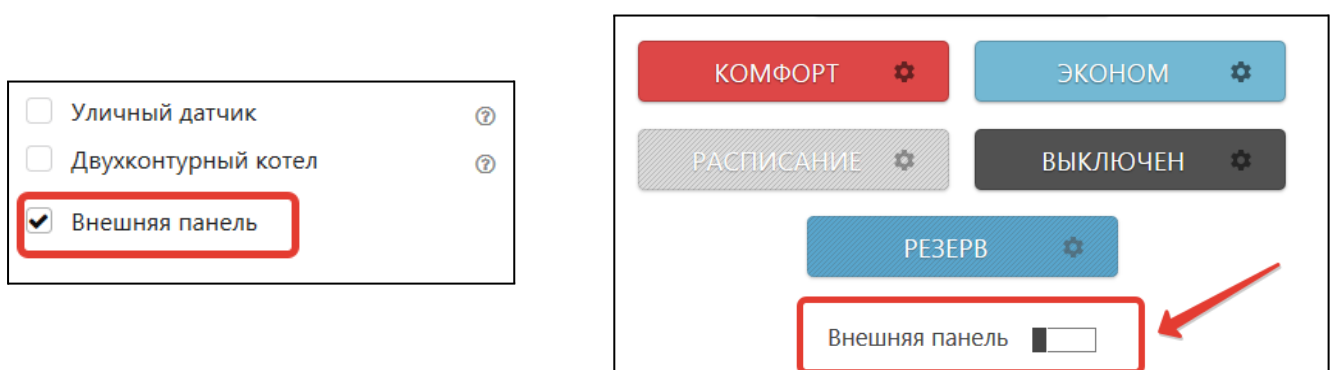 Уличный датчик
Двухконтурный котел
Внешняя панель
КОМФОРТ
ЭКОНОМ
РАСПИСАНИЕ
ВЫКЛЮЧЕН
РЕЗЕРВ
Внешняя панель